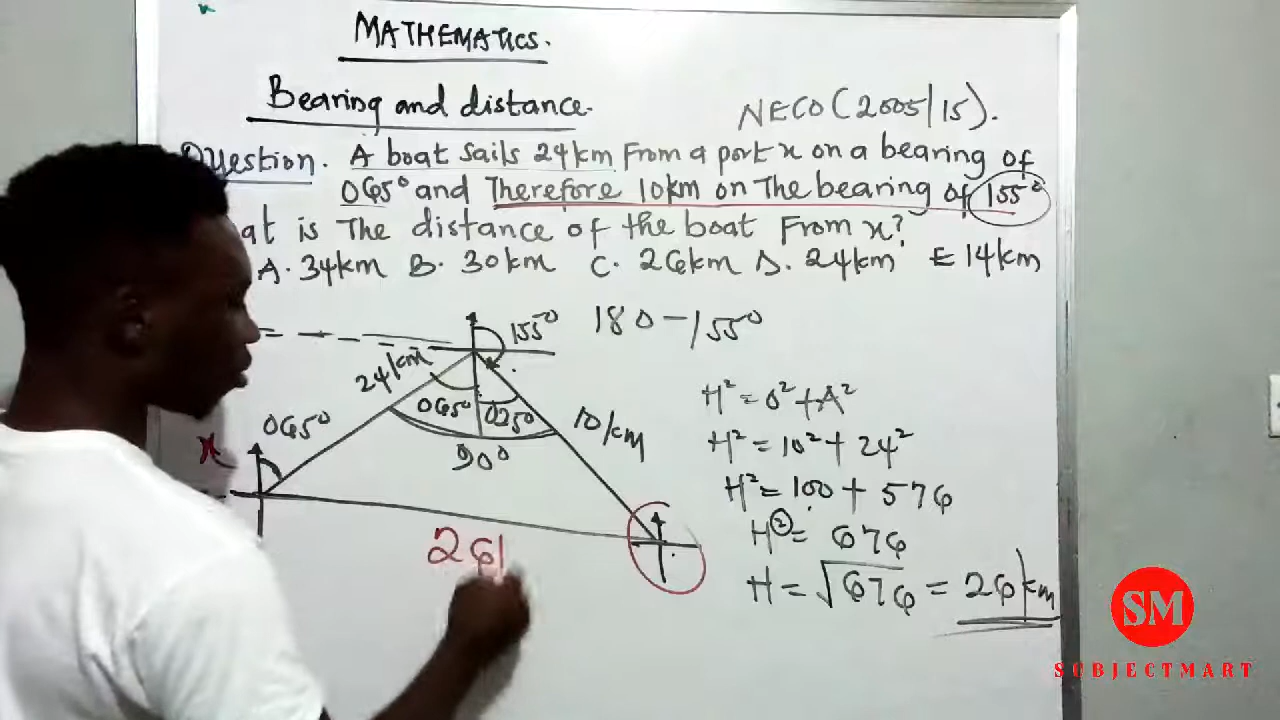 MATHEMATICS.
Bearing and distance.
NECO (2005/15).
Question. A boat sails 24km From a port x on a bearing of
065° and Therefore 10km on The bearing of 155°
at is The distance of the boat From x?
A. 34km B. 30km C. 26km D. 24km E 14km
155°
180-155°
24km
065°
025°
065°
10km
90°
x
H² = O² + A²
H² = 10² + 24²
H² = 100 + 576
H² = 676
H = √676 = 26km
26
SM
SOBJECTMART